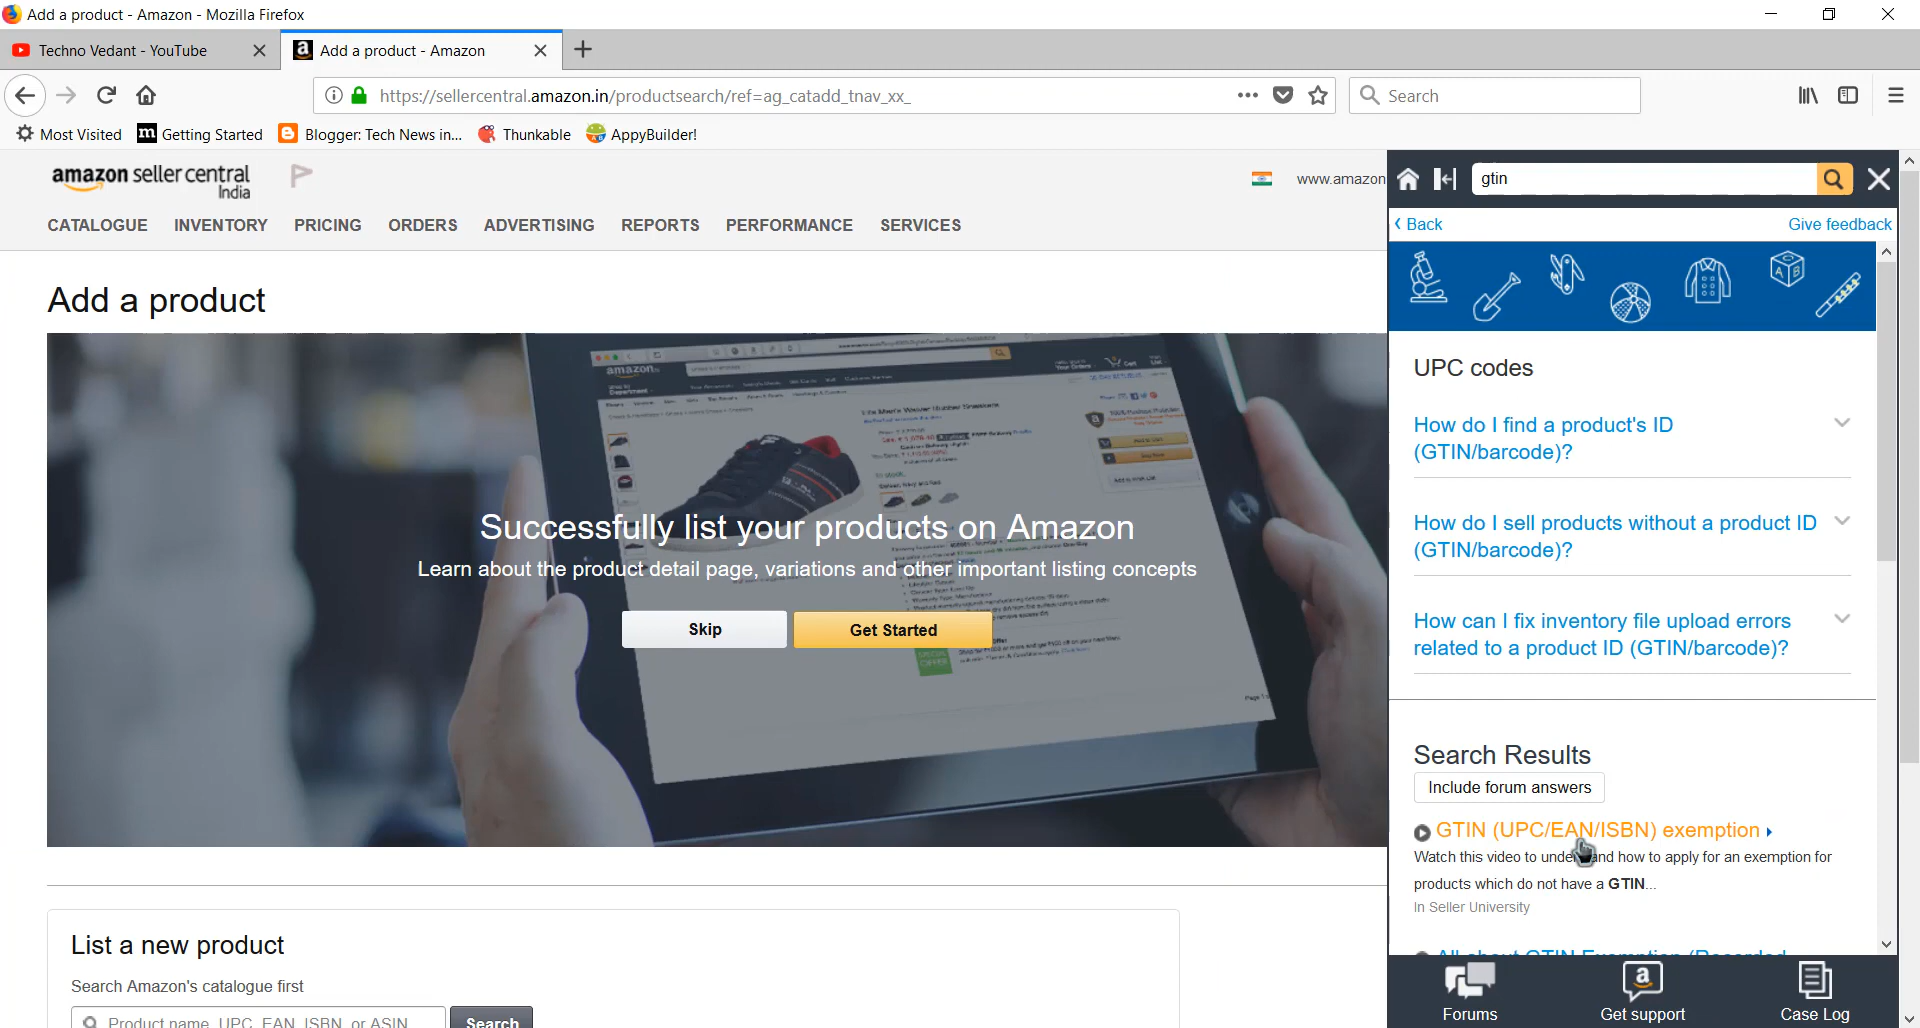 Add a product - Amazon - Mozilla Firefox
Techno Vedant - YouTube
Add a product - Amazon
https://sellercentral.amazon.in/productsearch/ref=ag_catadd_tnav_xx_
Search
Most Visited
Getting Started
Blogger: Tech News in...
Thunkable
AppyBuilder!
amazon seller central
India
www.amazon
CATALOGUE INVENTORY PRICING ORDERS ADVERTISING REPORTS PERFORMANCE SERVICES
Add a product
Successfully list your products on Amazon
Learn about the product detail page, variations and other important listing concepts
Skip
Get Started
List a new product
Search Amazon's catalogue first
Product name, UPC, EAN, ISBN, or ASIN
Search
gtin
Back
Give feedback
UPC codes
How do I find a product's ID
(GTIN/barcode)?
How do I sell products without a product ID
(GTIN/barcode)?
How can I fix inventory file upload errors
related to a product ID (GTIN/barcode)?
Search Results
Include forum answers
GTIN (UPC/EAN/ISBN) exemption
Watch this video to understand how to apply for an exemption for
products which do not have a GTIN...
In Seller University
All about GTIN Exemption (Recorded
Forums
Get support
Case Log